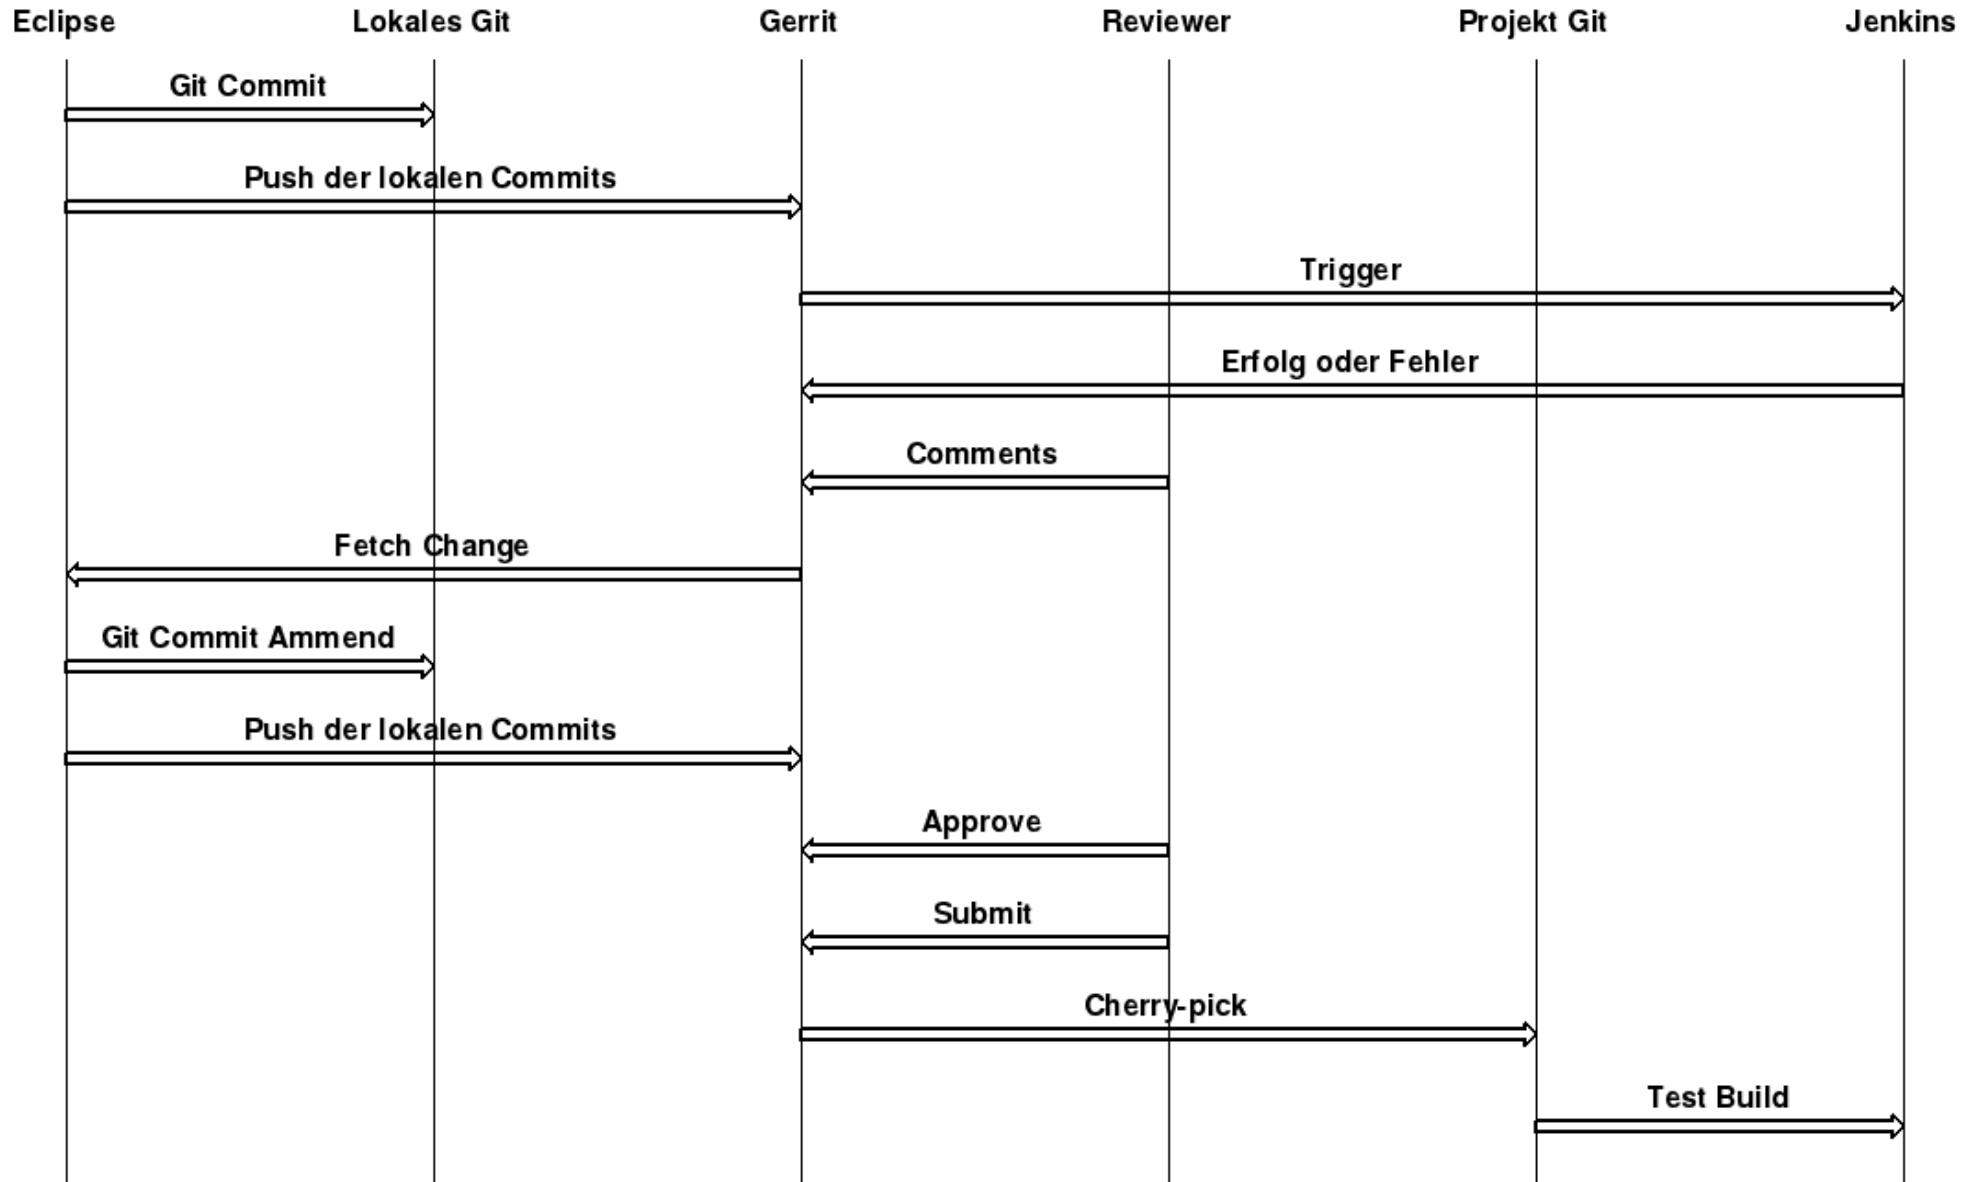 Eclipse Lokales Git Gerrit Reviewer Projekt Git Jenkins
Git Commit
Push der lokalen Commits
Trigger
Erfolg oder Fehler
Comments
Fetch Change
Git Commit Ammend
Push der lokalen Commits
Approve
Submit
Cherry-pick
Test Build